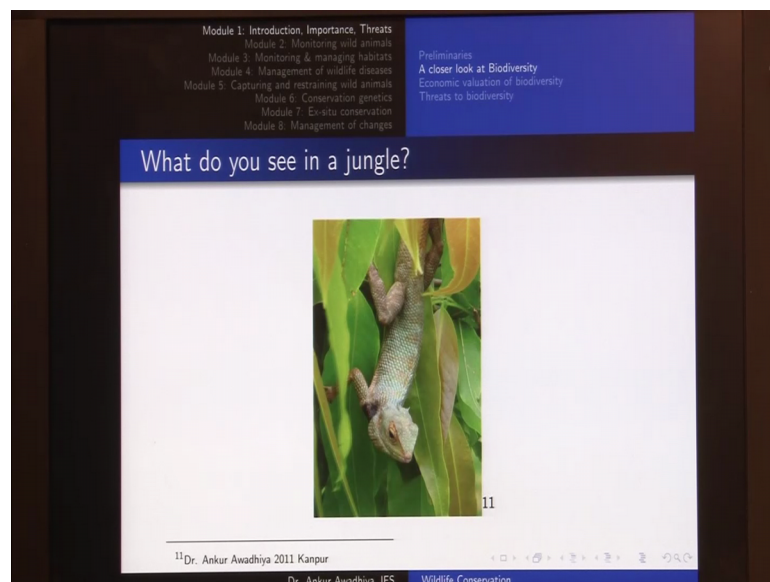 Module 1: Introduction, Importance, Threats
Module 2: Monitoring wild animals
Module 3: Monitoring & managing habitats
Module 4: Management of wildlife diseases
Module 5: Capturing and restraining wild animals
Module 6: Conservation genetics
Module 7: Ex-situ conservation
Module 8: Management of changes
Preliminaries
A closer look at Biodiversity
Economic valuation of biodiversity
Threats to biodiversity
What do you see in a jungle?
11
11Dr. Ankur Awadhiya 2011 Kanpur
Dr. Ankur Awadhiya, IFS
Wildlife Conservation